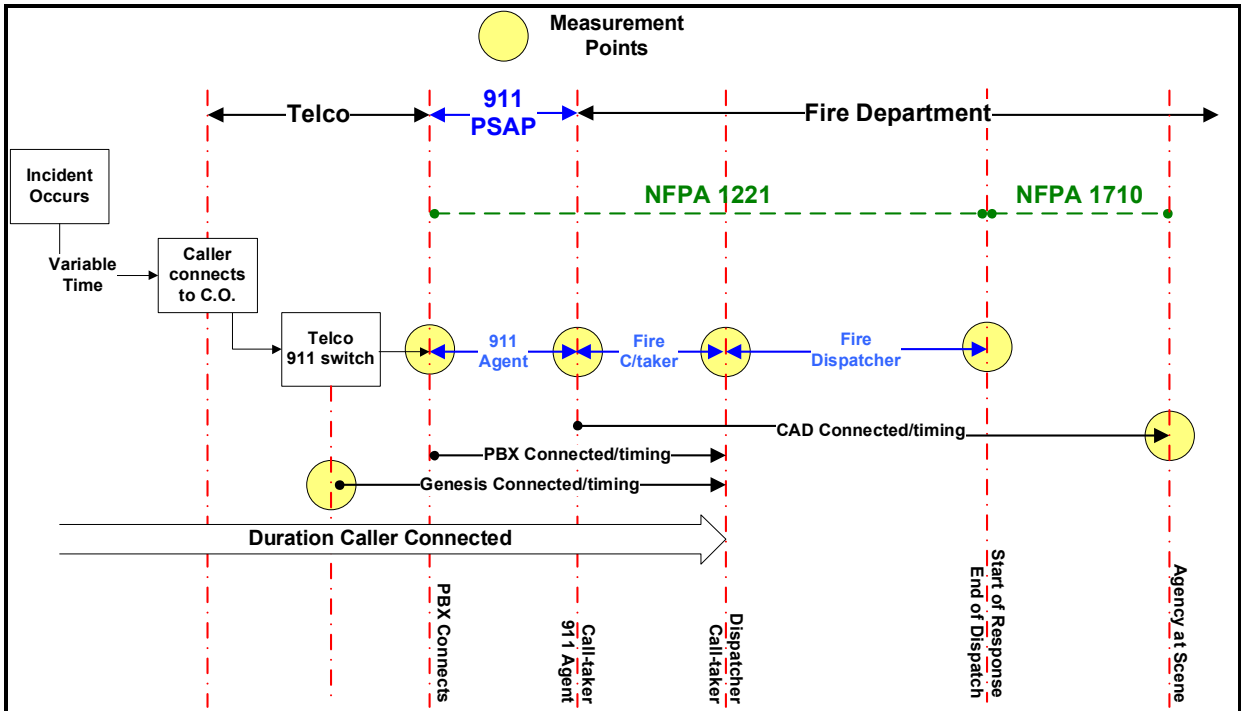 Measurement
Points
Telco
911
PSAP
Fire Department
Incident
Occurs
NFPA 1221
NFPA 1710
Variable
Time
Caller
connects
to C.O.
Telco
911 switch
911
Agent
Fire
C/taker
Fire
Dispatcher
CAD Connected/timing
PBX Connected/timing
Genesis Connected/timing
Duration Caller Connected
PBX Connects
Call-taker
911 Agent
Dispatcher
Call-taker
Start of Response
End of Dispatch
Agency at Scene